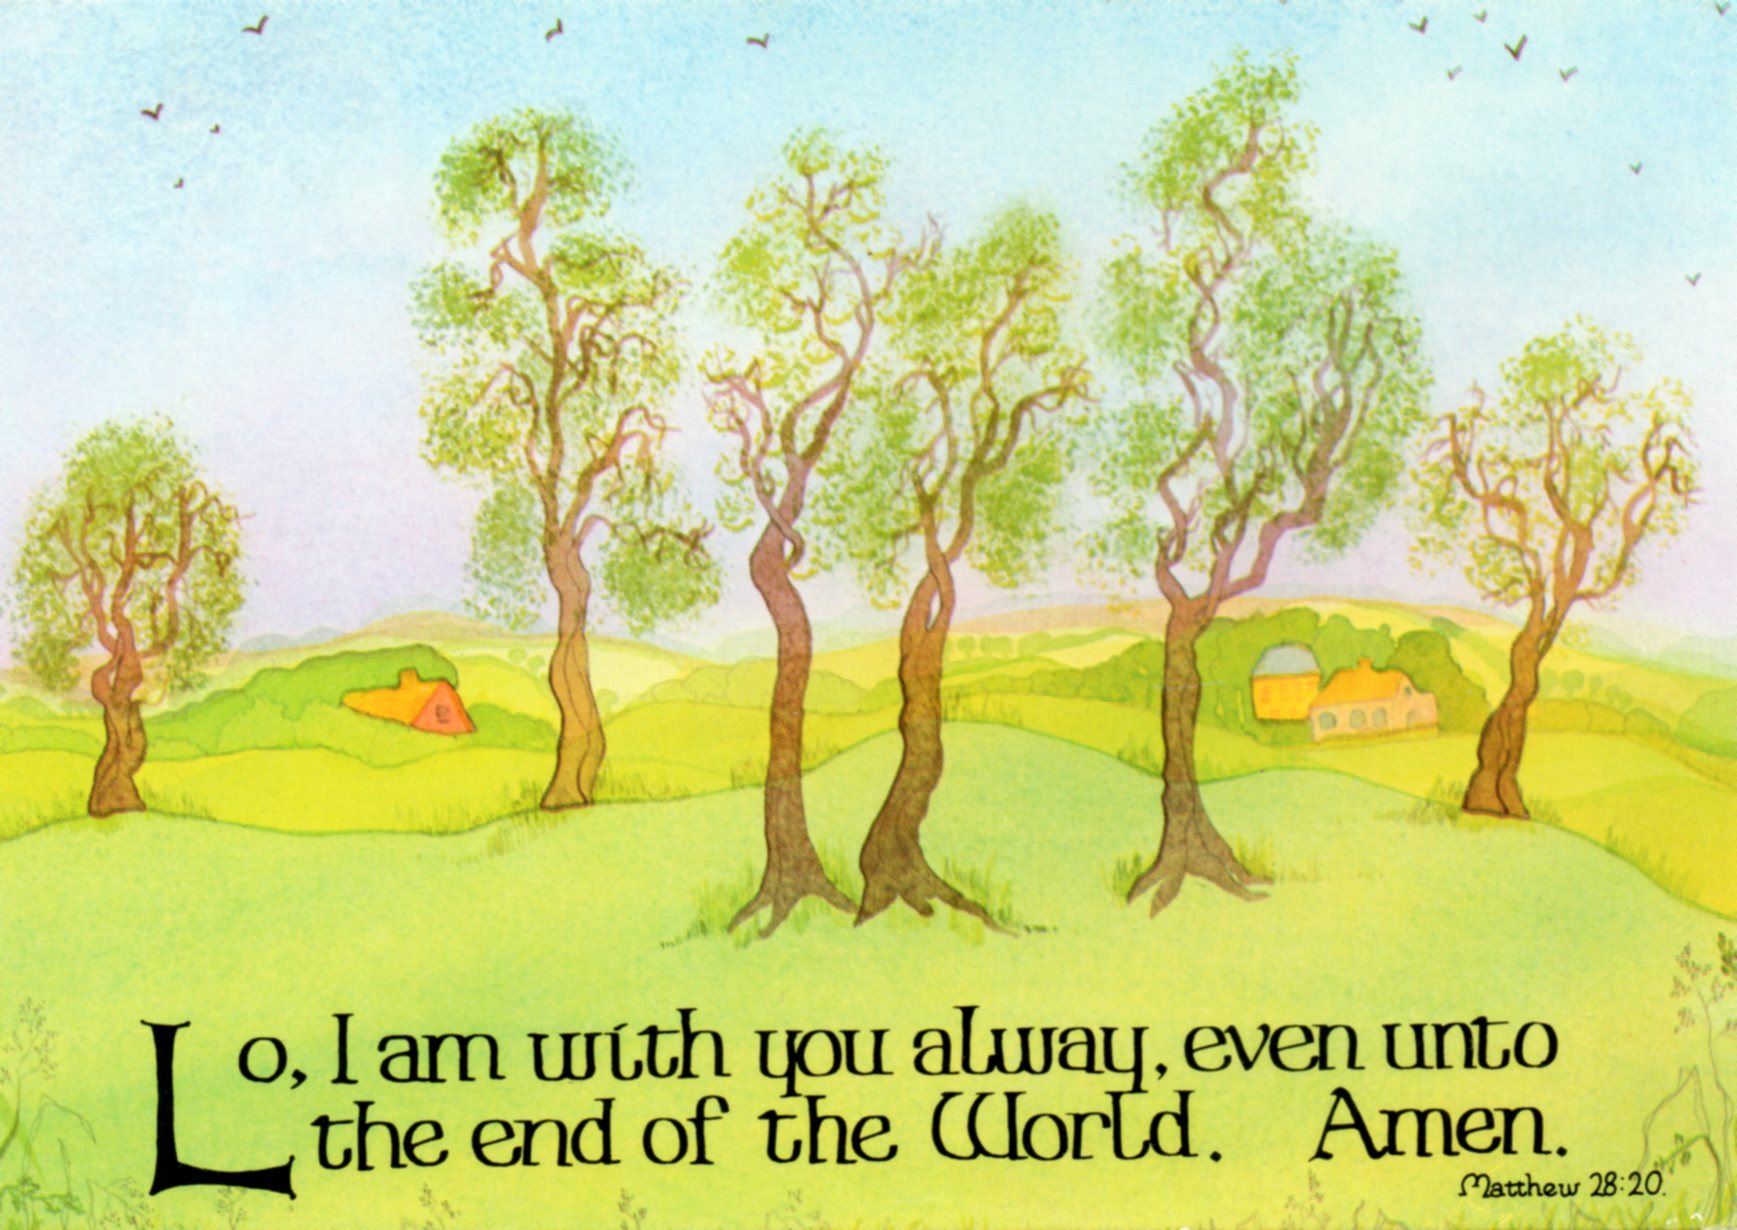 Lo, I am with you alway, even unto
the end of the World. Amen.
Matthew 28:20.